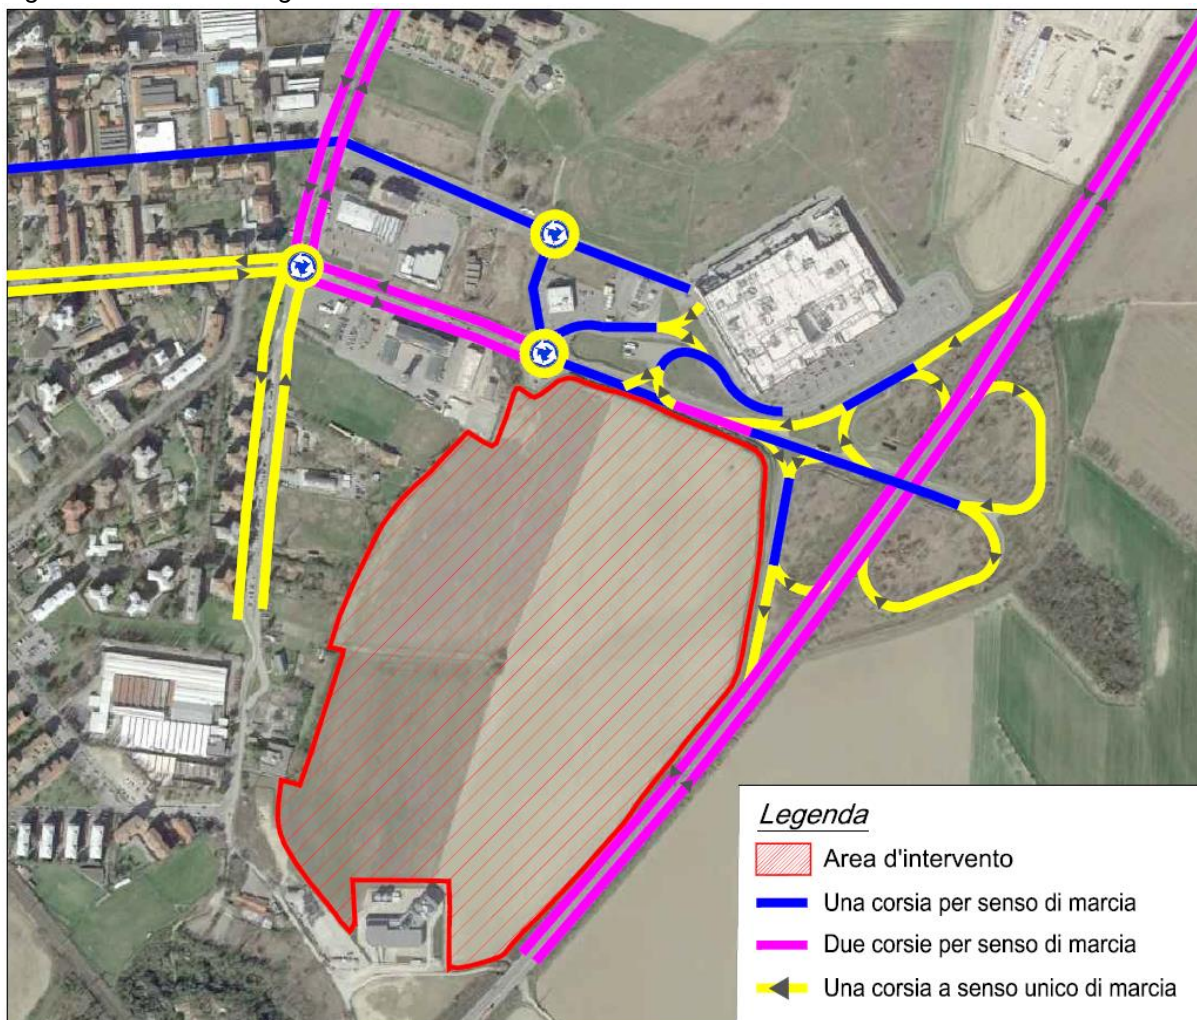 Legenda
Area d'intervento
Una corsia per senso di marcia
Due corsie per senso di marcia
Una corsia a senso unico di marcia